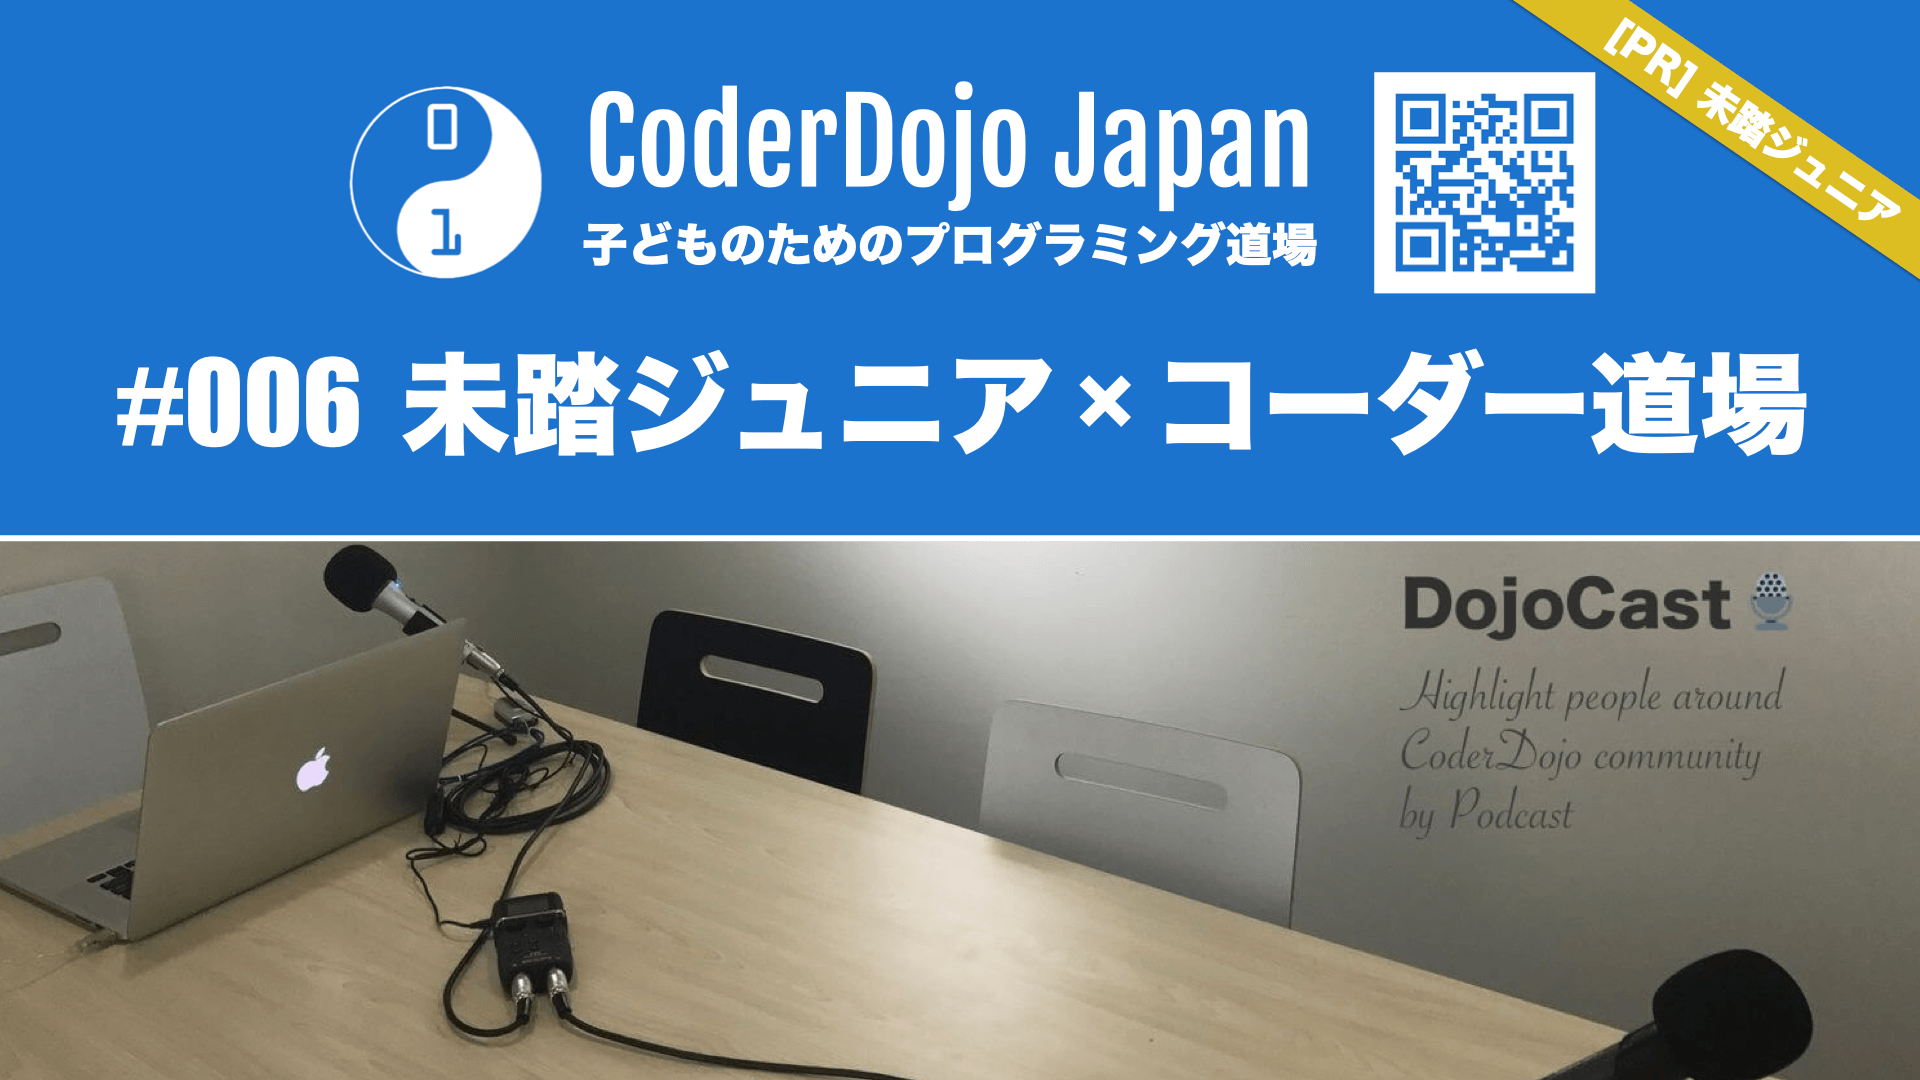 [PR] 未踏ジュニア
0
1
CoderDojo Japan
子どものためのプログラミング道場
#006 未踏ジュニア×コーダー道場
DojoCast
Highlight people around
CoderDojo community
by Podcast